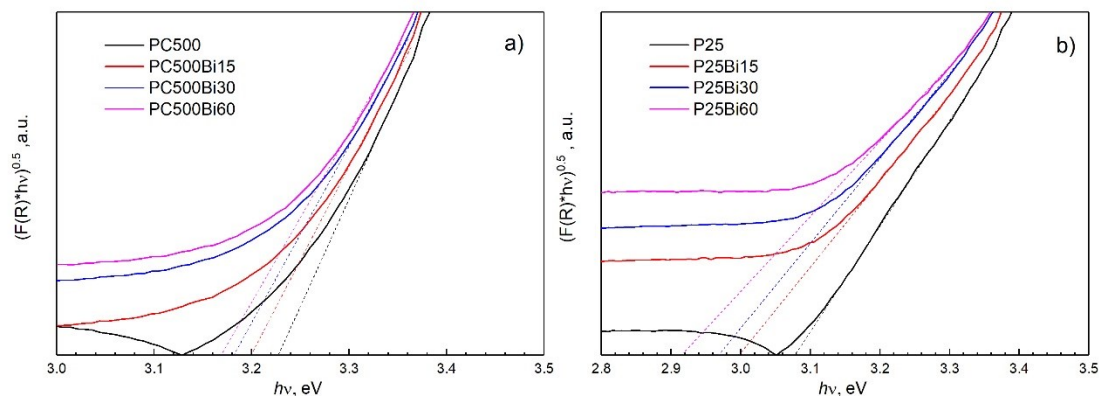 a)
PC500
PC500Bi15
PC500Bi30
PC500Bi60
(F(R)*hν)^0.5 , a.u.
3.0 3.1 3.2 3.3 3.4 3.5
hν, eV
b)
P25
P25Bi15
P25Bi30
P25Bi60
(F(R)*hν)^0.5 , a.u.
2.8 2.9 3.0 3.1 3.2 3.3 3.4 3.5
hν, eV